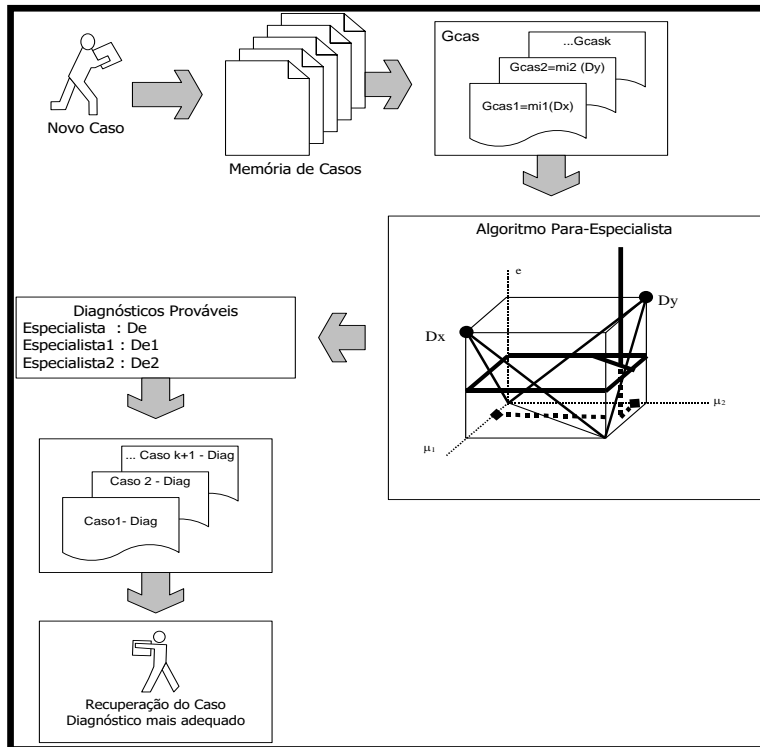 Novo Caso
Memória de Casos
Gcas
...Gcask
Gcas2=mi2 (Dy)
Gcas1=mi1(Dx)
Algoritmo Para-Especialista
e
Dy
Dx
μ2
μ1
Diagnósticos Prováveis
Especialista : De
Especialista1 : De1
Especialista2 : De2
... Caso k+1 - Diag
Caso 2 - Diag
Caso1- Diag
Recuperação do Caso
Diagnóstico mais adequado